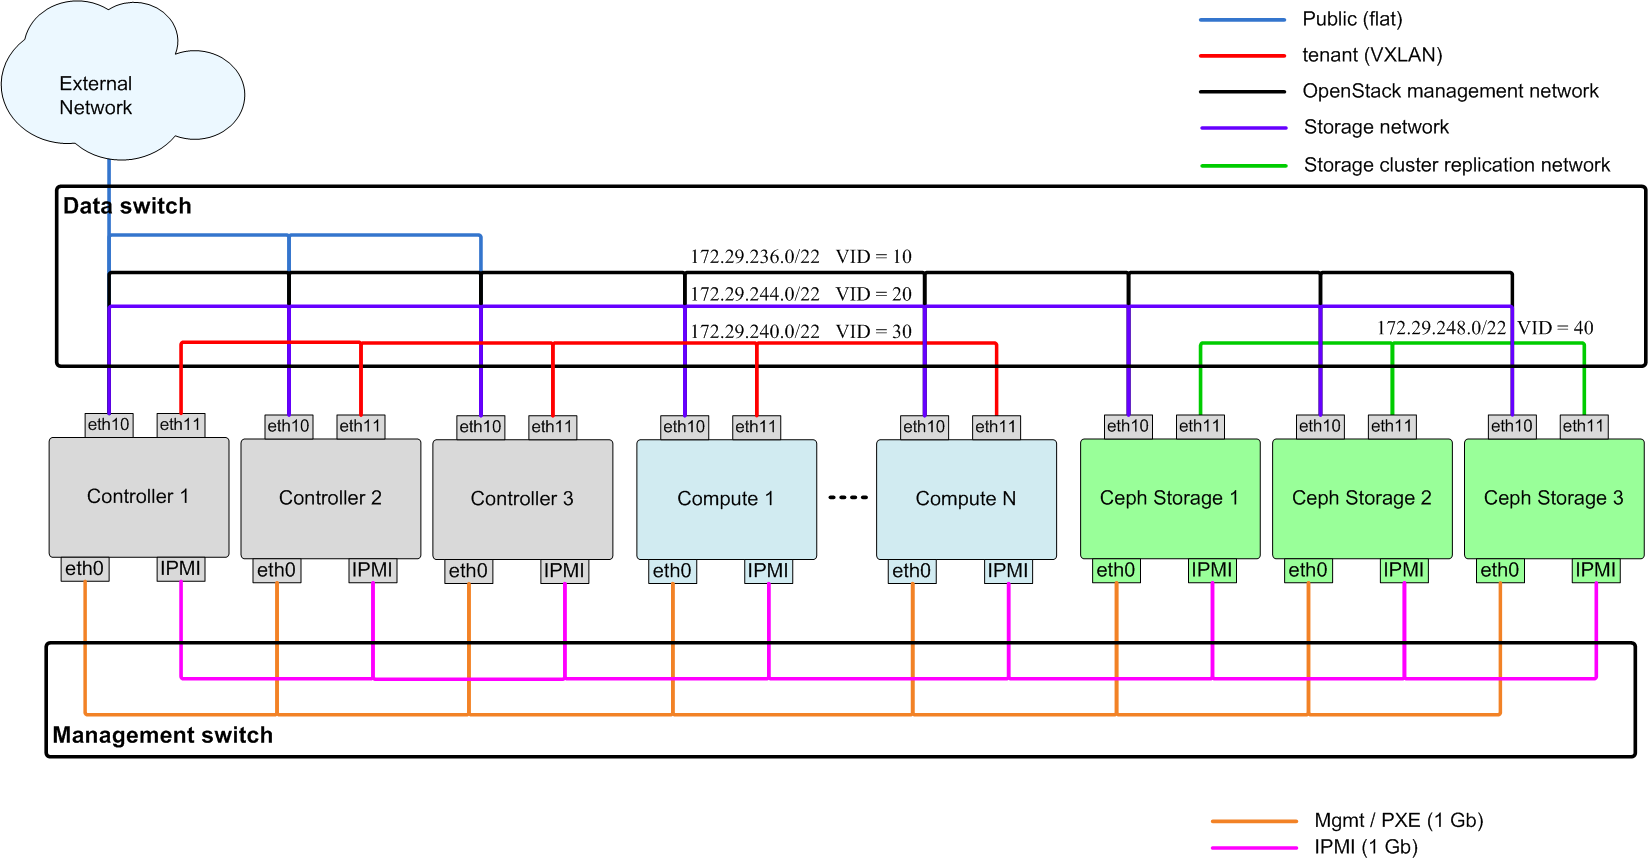 Public (flat)
tenant (VXLAN)
OpenStack management network
Storage network
Storage cluster replication network
External
Network
Data switch
172.29.236.0/22 VID = 10
172.29.244.0/22 VID = 20
172.29.240.0/22 VID = 30
172.29.248.0/22 VID = 40
eth10 eth11 eth10 eth11 eth10 eth11 eth10 eth11 eth10 eth11 eth10 eth11 eth10 eth11 eth10 eth11
Controller 1 Controller 2 Controller 3 Compute 1 Compute N Ceph Storage 1 Ceph Storage 2 Ceph Storage 3
eth0 IPMI eth0 IPMI eth0 IPMI eth0 IPMI eth0 IPMI eth0 IPMI eth0 IPMI eth0 IPMI
Management switch
Mgmt / PXE (1 Gb)
IPMI (1 Gb)